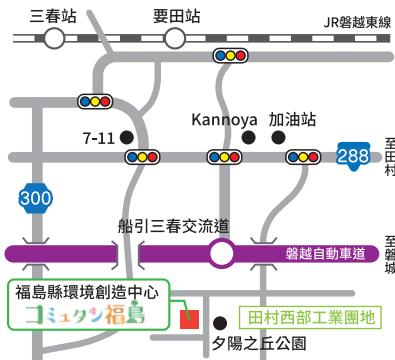 三春站
要田站
JR磐越東線
7-11
Kannoya
加油站
288
至田村
300
船引三春交流道
磐越自動車道
至磐城
福島縣環境創造中心
コミュタン福島
田村西部工業團地
夕陽之丘公園